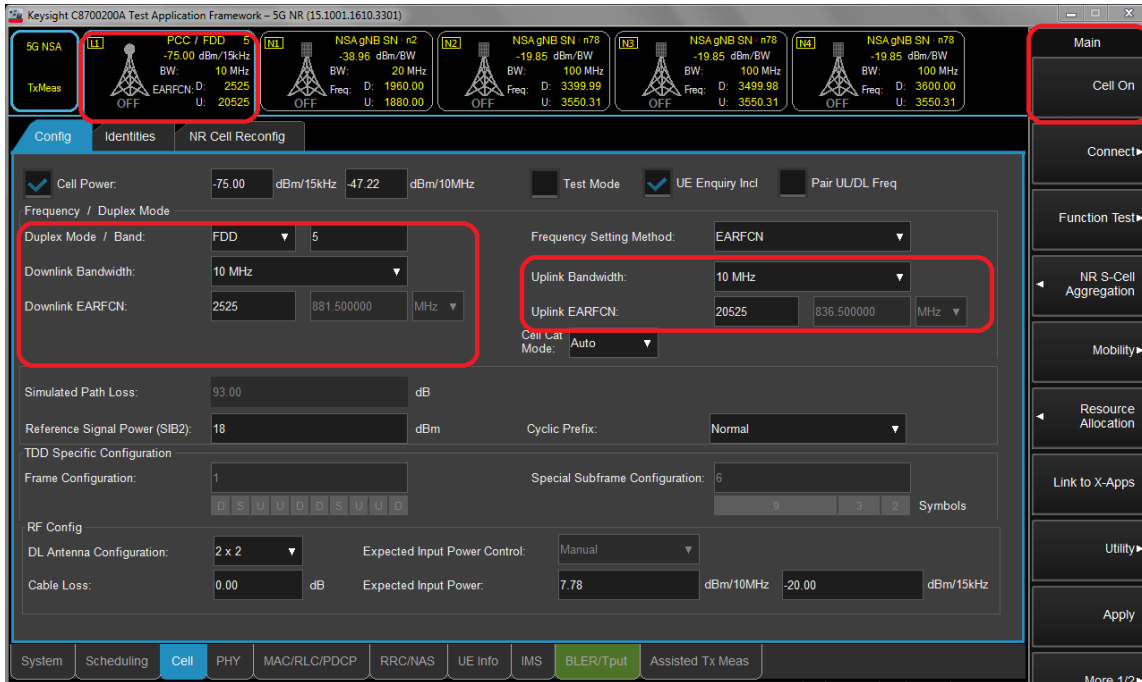 Keysight C8700200A Test Application Framework – 5G NR (15.1001.1610.3301)
5G NSA
TxMeas
L1 PCC / FDD 5
-75.00 dBm/15kHz
BW: 10 MHz
EARFCN: D: 2525
OFF U: 20525
N1 NSA gNB SN : n2
-38.96 dBm/BW
BW: 20 MHz
Freq: D: 1960.00
OFF U: 1880.00
N2 NSA gNB SN : n78
-19.85 dBm/BW
BW: 100 MHz
Freq: D: 3399.99
OFF U: 3550.31
N3 NSA gNB SN : n78
-19.85 dBm/BW
BW: 100 MHz
Freq: D: 3499.98
OFF U: 3550.31
N4 NSA gNB SN : n78
-19.85 dBm/BW
BW: 100 MHz
Freq: D: 3600.00
OFF U: 3550.31
Main
Cell On
Config Identities NR Cell Reconfig
Connect
Cell Power: -75.00 dBm/15kHz -47.22 dBm/10MHz Test Mode UE Enquiry Incl Pair UL/DL Freq
Frequency / Duplex Mode
Function Test
Duplex Mode / Band: FDD 5 Frequency Setting Method: EARFCN
Downlink Bandwidth: 10 MHz Uplink Bandwidth: 10 MHz
NR S-Cell
Aggregation
Downlink EARFCN: 2525 881.500000 MHz Uplink EARFCN: 20525 836.500000 MHz
Cell Cat
Mode: Auto
Mobility
Simulated Path Loss: 93.00 dB
Resource
Allocation
Reference Signal Power (SIB2): 18 dBm Cyclic Prefix: Normal
TDD Specific Configuration
Frame Configuration: 1 Special Subframe Configuration: 6
Link to X-Apps
D S U U D D S U U D 9 3 2 Symbols
RF Config
DL Antenna Configuration: 2 x 2 Expected Input Power Control: Manual
Utility
Cable Loss: 0.00 dB Expected Input Power: 7.78 dBm/10MHz -20.00 dBm/15kHz
Apply
System Scheduling Cell PHY MAC/RLC/PDCP RRC/NAS UE Info IMS BLER/Tput Assisted Tx Meas
More 1/2